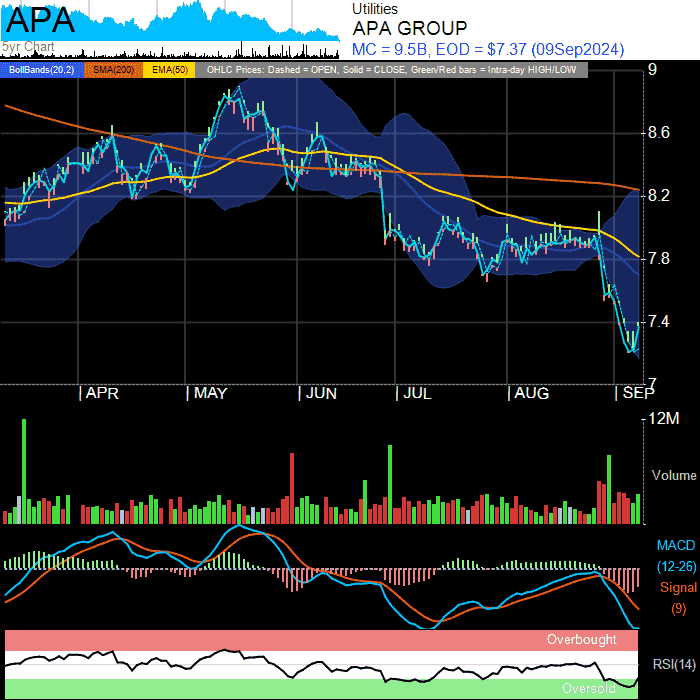 APA
5yr Chart
Utilities
APA GROUP
MC = 9.5B, EOD = $7.37 (09Sep2024)
BollBands(20,2) SMA(200) EMA(50) OHLC Prices: Dashed = OPEN, Solid = CLOSE, Green/Red bars = Intra-day HIGH/LOW
9
8.6
8.2
7.8
7.4
7
| APR | MAY | JUN | JUL | AUG | SEP
12M
Volume
MACD
(12-26)
Signal
(9)
Overbought
RSI(14)
Oversold